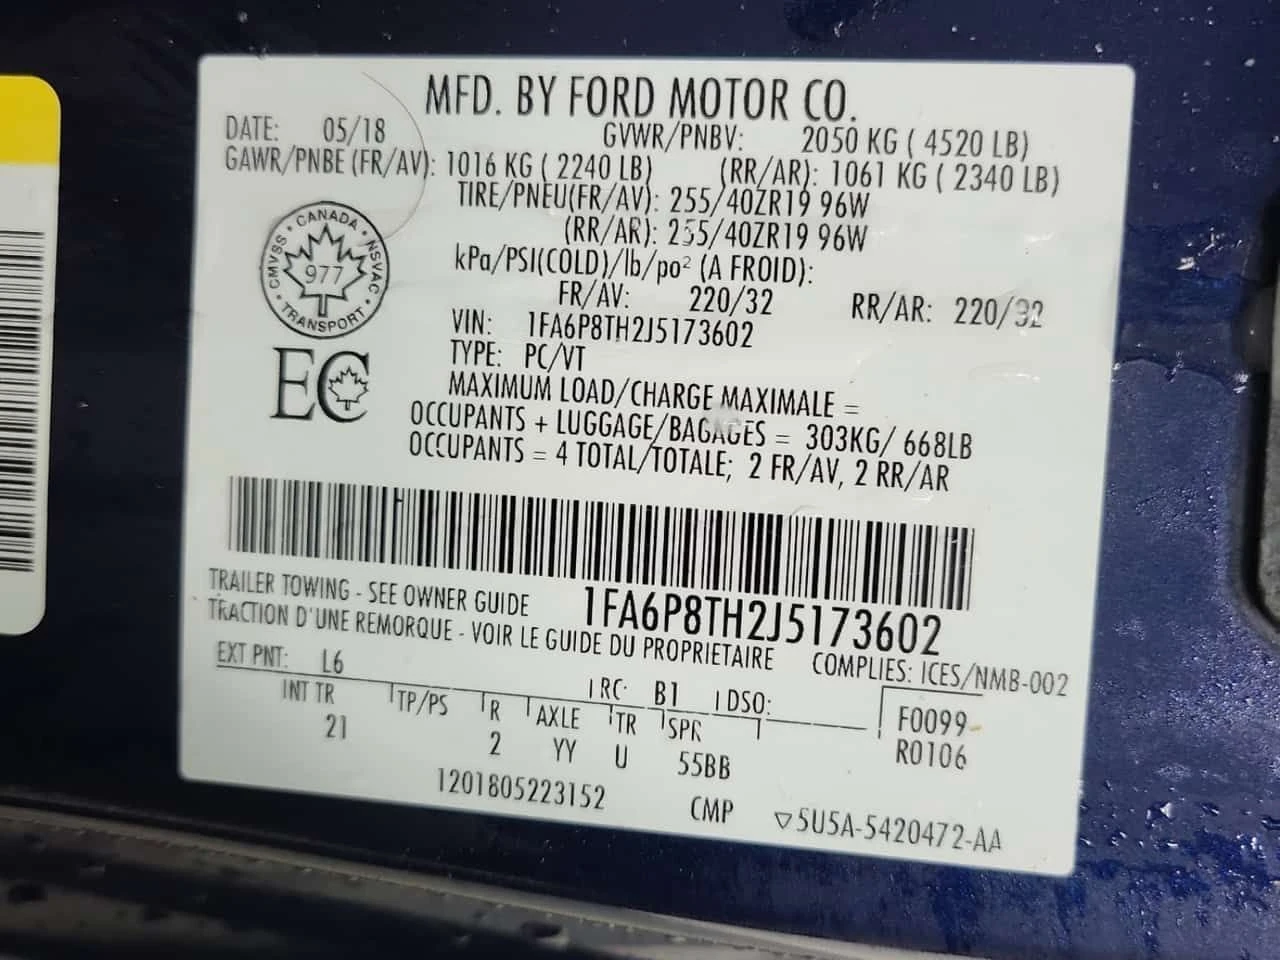 MFD. BY FORD MOTOR CO.
DATE: 05/18 GVWR/PNBV: 2050 KG ( 4520 LB)
GAWR/PNBE (FR/AV): 1016 KG ( 2240 LB) (RR/AR): 1061 KG ( 2340 LB)
TIRE/PNEU(FR/AV): 255/40ZR19 96W
(RR/AR): 255/40ZR19 96W
kPa/PSI(COLD)/lb/po² (A FROID):
FR/AV: 220/32 RR/AR: 220/32
CANADA · NSVAC · TRANSPORT · CMVSS
977
VIN: 1FA6P8TH2J5173602
TYPE: PC/VT
EC
MAXIMUM LOAD/CHARGE MAXIMALE =
OCCUPANTS + LUGGAGE/BAGAGES = 303KG/ 668LB
OCCUPANTS = 4 TOTAL/TOTALE; 2 FR/AV, 2 RR/AR
TRAILER TOWING - SEE OWNER GUIDE
1FA6P8TH2J5173602
TRACTION D'UNE REMORQUE - VOIR LE GUIDE DU PROPRIETAIRE
COMPLIES: ICES/NMB-002
EXT PNT: L6 RC: B1 DSO:
F0099
R0106
INT TR TP/PS R AXLE TR SPR
21 2 YY U 55BB
1201805223152 CMP ▽5U5A-5420472-AA